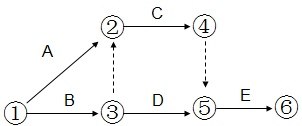 C
② ④
A
① B ③ D ⑤ E ⑥